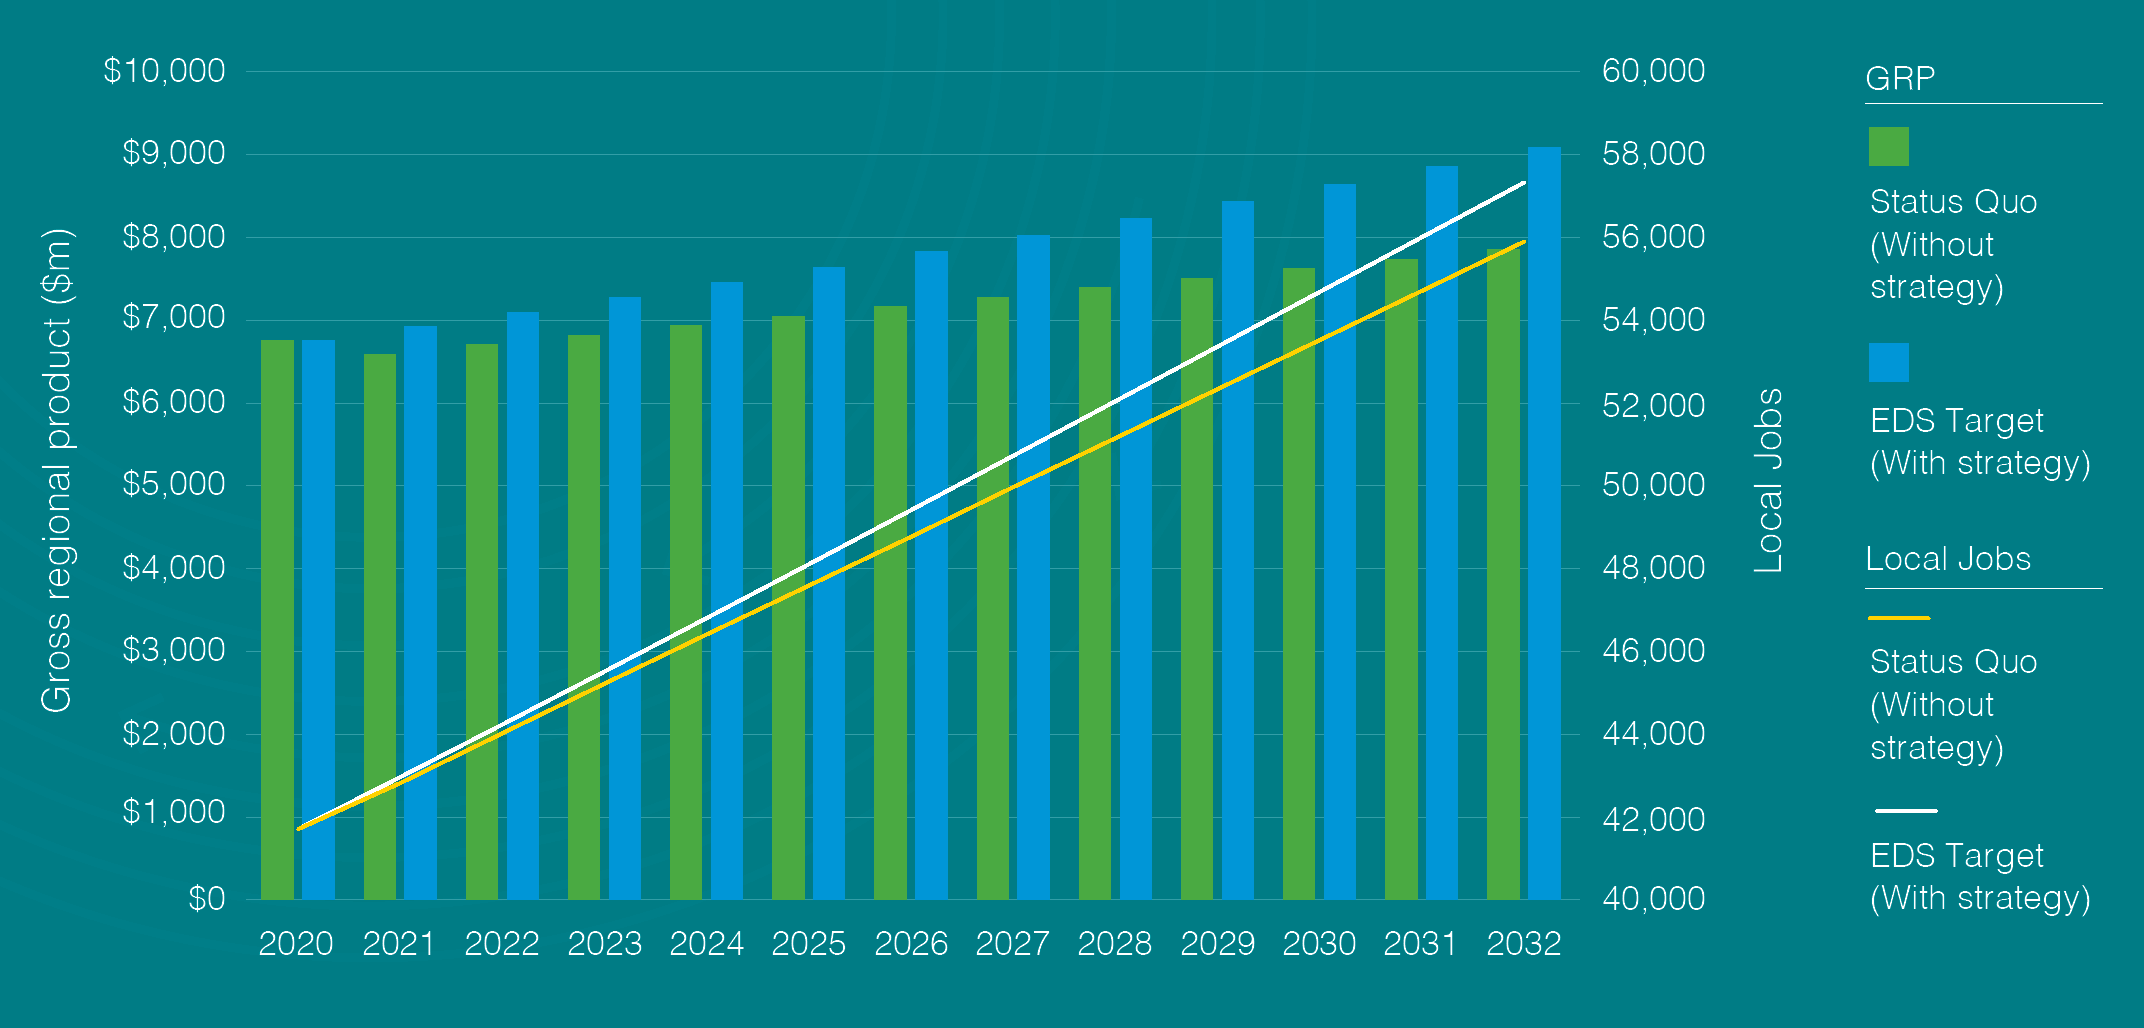 Gross regional product ($m)
$10,000
$9,000
$8,000
$7,000
$6,000
$5,000
$4,000
$3,000
$2,000
$1,000
$0
2020 2021 2022 2023 2024 2025 2026 2027 2028 2029 2030 2031 2032
60,000
58,000
56,000
54,000
52,000
50,000
48,000
46,000
44,000
42,000
40,000
Local Jobs
GRP
Status Quo
(Without
strategy)
EDS Target
(With strategy)
Local Jobs
Status Quo
(Without
strategy)
EDS Target
(With strategy)